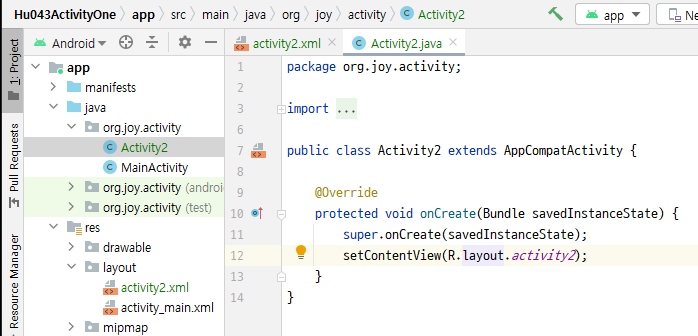 Hu043ActivityOne 〉 app 〉 src 〉 main 〉 java 〉 org 〉 joy 〉 activity 〉 Activity2
app
No
1: Project
Pull Requests
Resource Manager
Android
app
manifests
java
org.joy.activity
Activity2
MainActivity
org.joy.activity (android
org.joy.activity (test)
res
drawable
layout
activity2.xml
activity_main.xml
mipmap
activity2.xml
Activity2.java
1 package org.joy.activity;
2
3 import ...
6
7 public class Activity2 extends AppCompatActivity {
8
9 @Override
10 protected void onCreate(Bundle savedInstanceState) {
11 super.onCreate(savedInstanceState);
12 setContentView(R.layout.activity2);
13 }
14 }